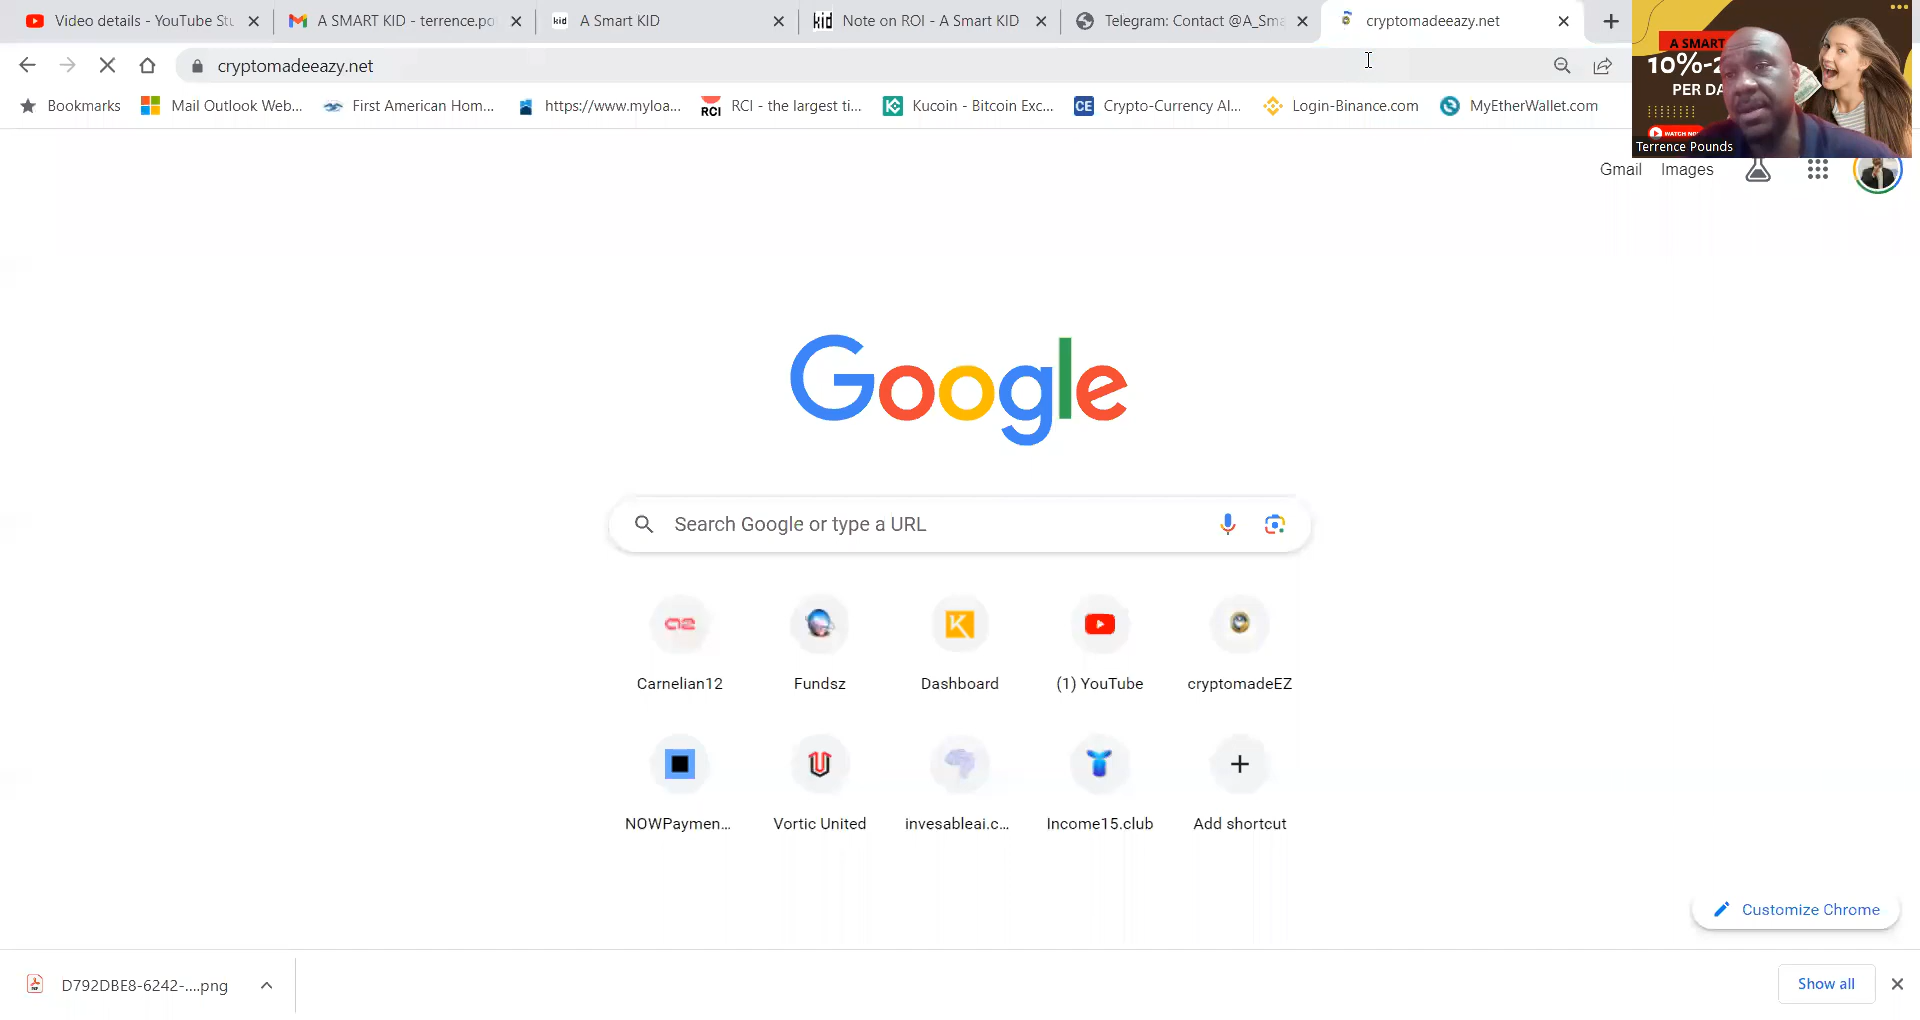 Video details - YouTube Stu
A SMART KID - terrence.po
A Smart KID
Note on ROI - A Smart KID
Telegram: Contact @A_Sma
cryptomadeeazy.net
cryptomadeeazy.net
Bookmarks
Mail Outlook Web...
First American Hom...
https://www.myloa...
RCI - the largest ti...
Kucoin - Bitcoin Exc...
Crypto-Currency Al...
Login-Binance.com
MyEtherWallet.com
A SMART
10%-2
PER DA
WATCH NO
Terrence Pounds
Gmail
Images
Google
Search Google or type a URL
Carnelian12
Fundsz
Dashboard
(1) YouTube
cryptomadeEZ
NOWPaymen...
Vortic United
invesableai.c...
Income15.club
Add shortcut
Customize Chrome
D792DBE8-6242-....png
Show all